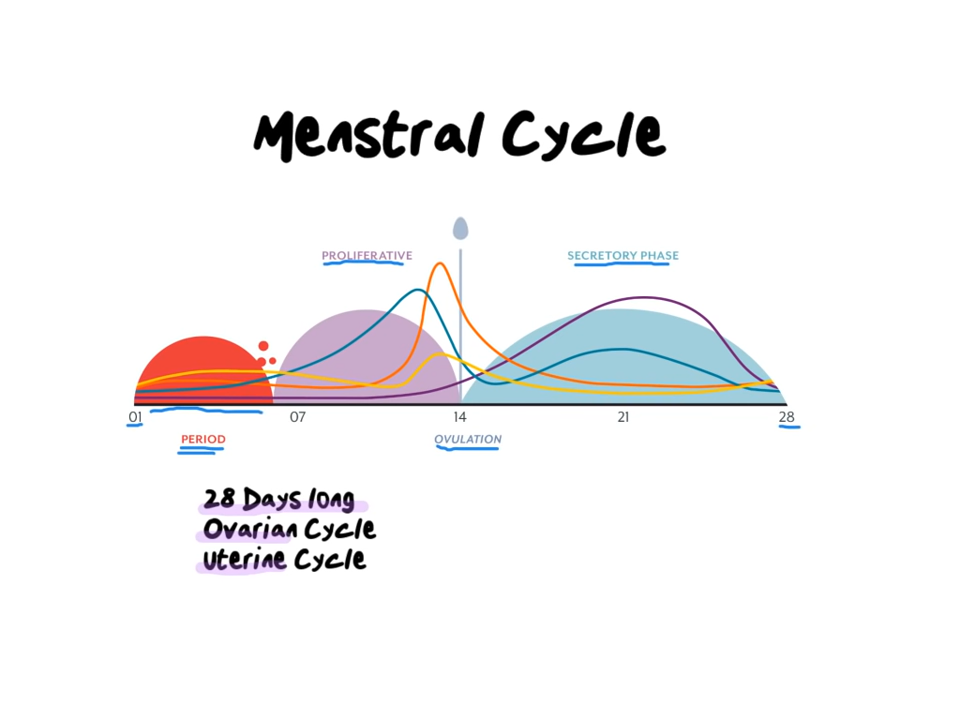 Menstral Cycle
PROLIFERATIVE
SECRETORY PHASE
01 07 14 21 28
PERIOD
OVULATION
28 Days long
Ovarian Cycle
Uterine Cycle